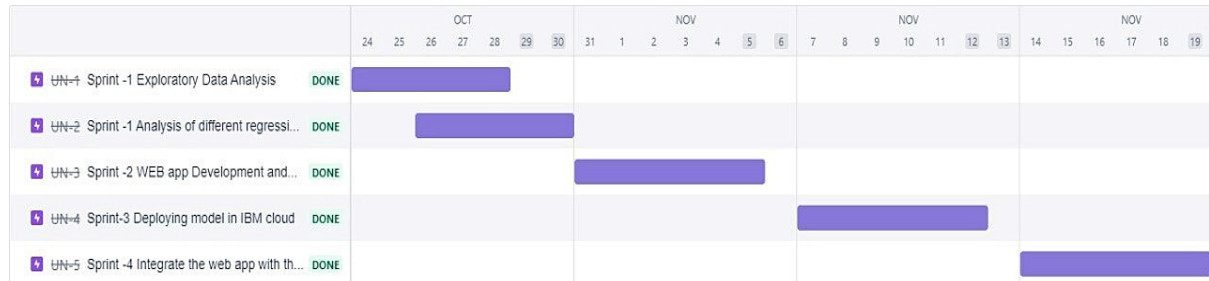 OCT NOV NOV NOV
24 25 26 27 28 29 30 31 1 2 3 4 5 6 7 8 9 10 11 12 13 14 15 16 17 18 19
UN-1 Sprint -1 Exploratory Data Analysis DONE
UN-2 Sprint -1 Analysis of different regressi... DONE
UN-3 Sprint -2 WEB app Development and... DONE
UN-4 Sprint-3 Deploying model in IBM cloud DONE
UN-5 Sprint -4 Integrate the web app with th... DONE